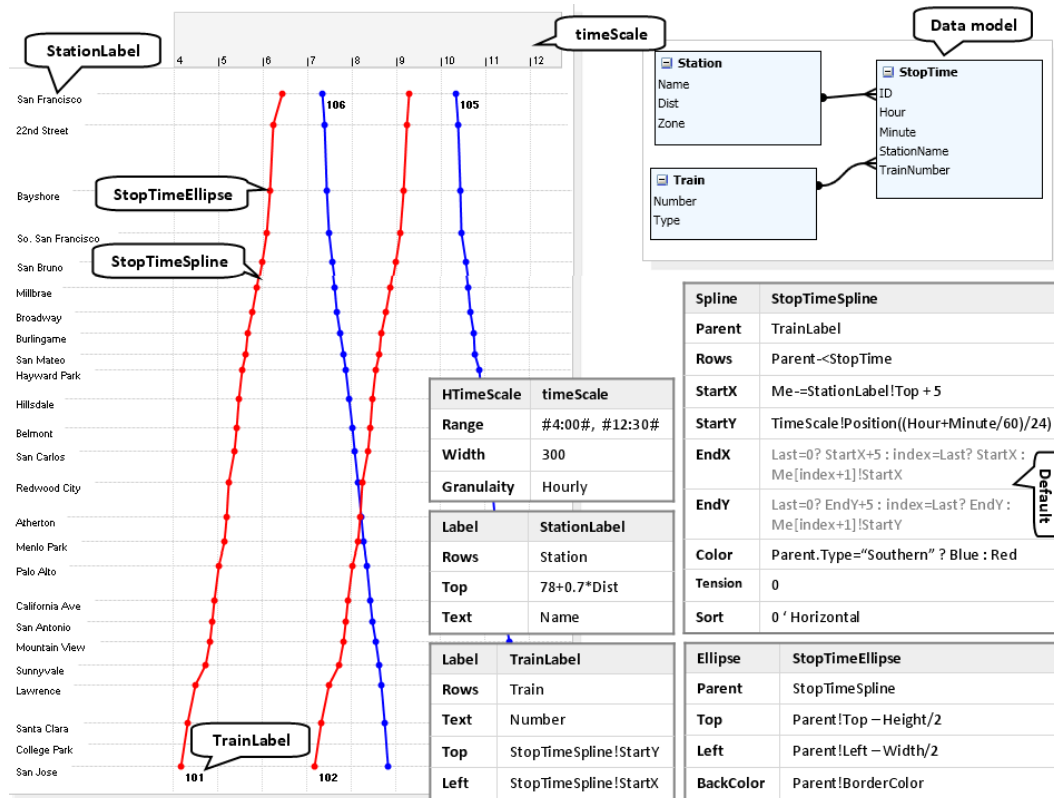 StationLabel
timeScale
Data model
4 5 6 7 8 9 10 11 12
San Francisco
22nd Street
Bayshore
So. San Francisco
San Bruno
Millbrae
Broadway
Burlingame
San Mateo
Hayward Park
Hillsdale
Belmont
San Carlos
Redwood City
Atherton
Menlo Park
Palo Alto
California Ave
San Antonio
Mountain View
Sunnyvale
Lawrence
Santa Clara
College Park
San Jose
106
105
101
102
StopTimeEllipse
StopTimeSpline
TrainLabel
Station
Name
Dist
Zone
Train
Number
Type
StopTime
ID
Hour
Minute
StationName
TrainNumber
HTimeScale timeScale
Range #4:00#, #12:30#
Width 300
Granulaity Hourly
Label StationLabel
Rows Station
Top 78+0.7*Dist
Text Name
Label TrainLabel
Rows Train
Text Number
Top StopTimeSpline!StartY
Left StopTimeSpline!StartX
Spline StopTimeSpline
Parent TrainLabel
Rows Parent-<StopTime
StartX Me-=StationLabel!Top + 5
StartY TimeScale!Position((Hour+Minute/60)/24)
EndX Last=0? StartX+5 : index=Last? StartX :
Me[index+1]!StartX
EndY Last=0? EndY+5 : index=Last? EndY :
Me[index+1]!StartY
Default
Color Parent.Type=“Southern” ? Blue : Red
Tension 0
Sort 0 ‘ Horizontal
Ellipse StopTimeEllipse
Parent StopTimeSpline
Top Parent!Top – Height/2
Left Parent!Left – Width/2
BackColor Parent!BorderColor